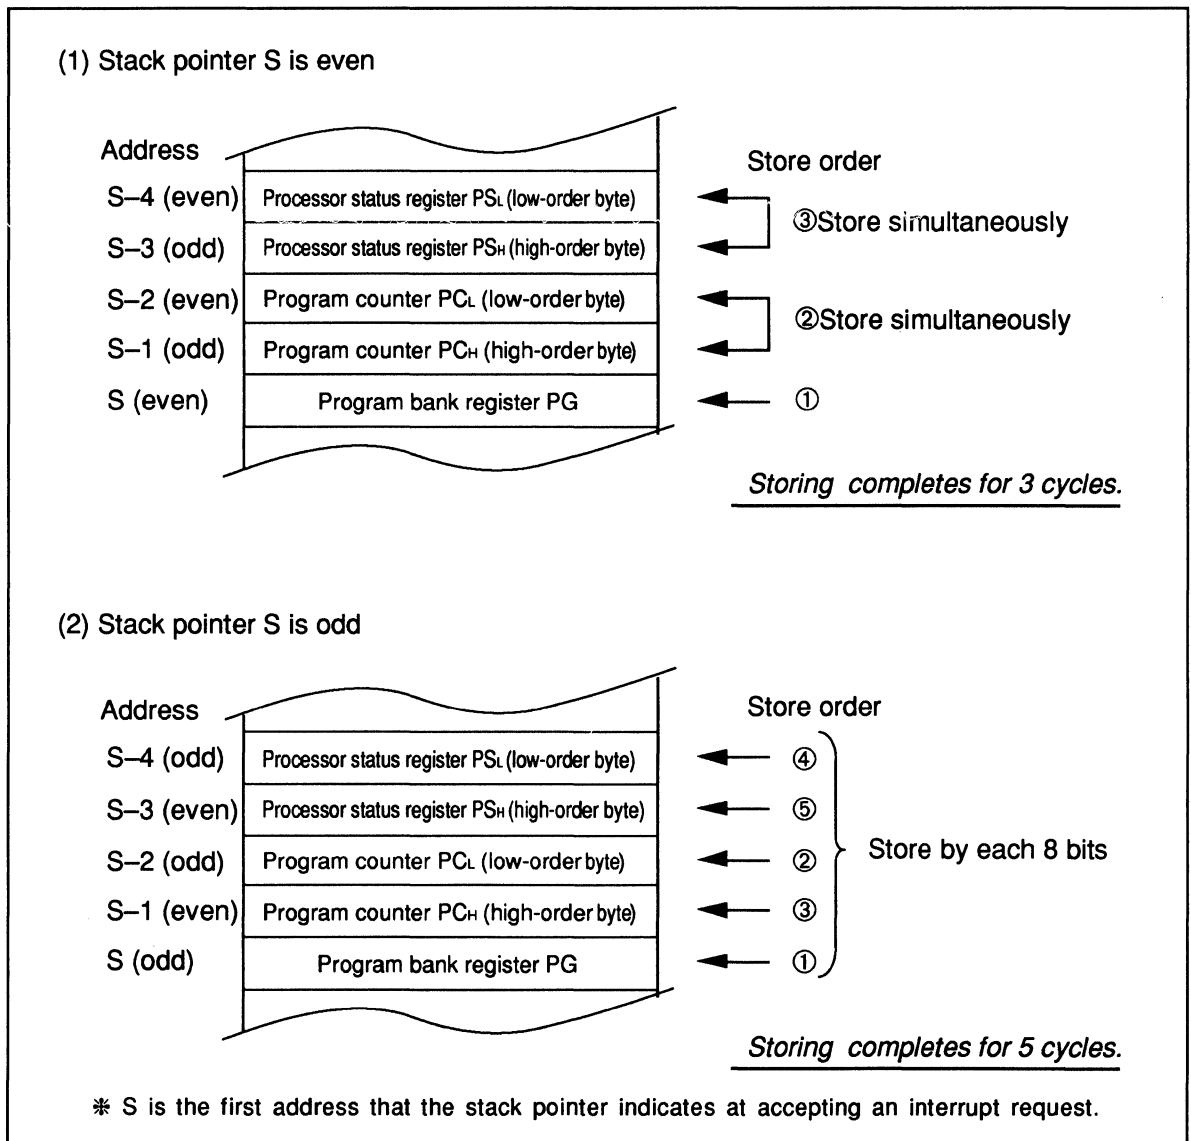 (1) Stack pointer S is even
Address
Store order
S–4 (even) Processor status register PSL (low-order byte)
③Store simultaneously
S–3 (odd) Processor status register PSH (high-order byte)
S–2 (even) Program counter PCL (low-order byte)
②Store simultaneously
S–1 (odd) Program counter PCH (high-order byte)
S (even) Program bank register PG ①
Storing completes for 3 cycles.
(2) Stack pointer S is odd
Address Store order
S–4 (odd) Processor status register PSL (low-order byte) ④
S–3 (even) Processor status register PSH (high-order byte) ⑤
S–2 (odd) Program counter PCL (low-order byte) ②
Store by each 8 bits
S–1 (even) Program counter PCH (high-order byte) ③
S (odd) Program bank register PG ①
Storing completes for 5 cycles.
❋ S is the first address that the stack pointer indicates at accepting an interrupt request.